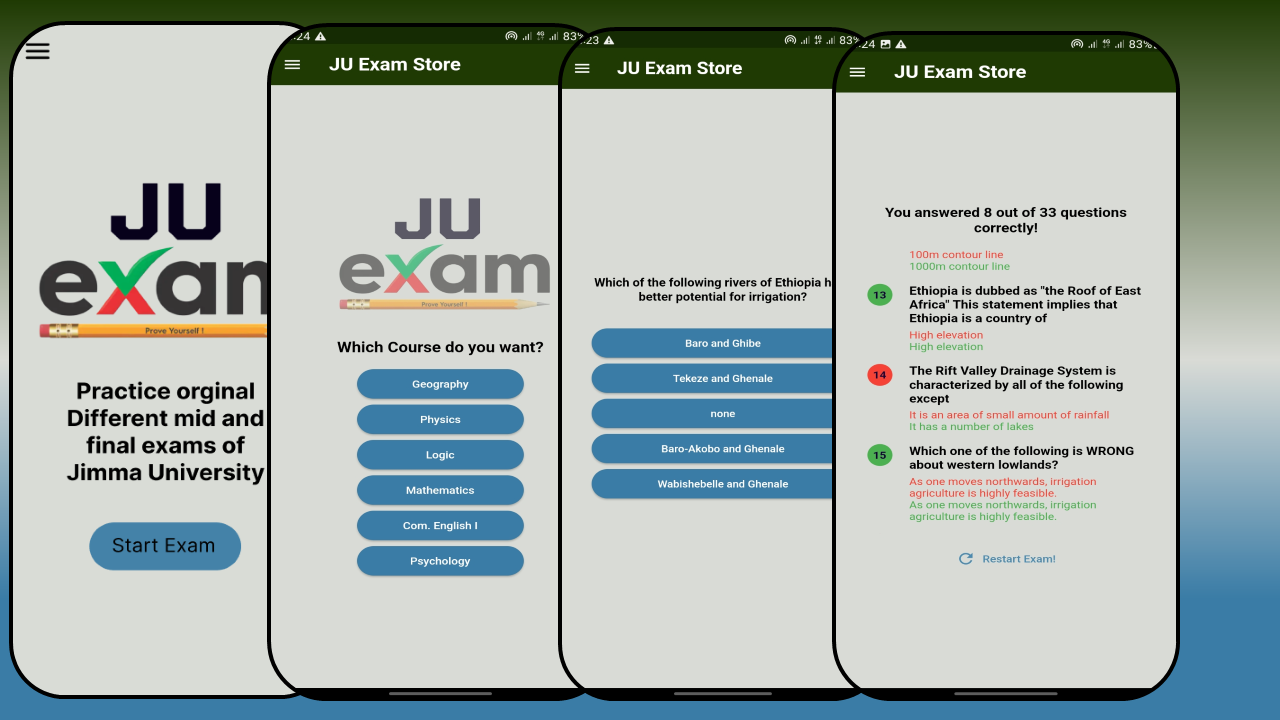 JU
exam
Prove Yourself !
Practice orginal
Different mid and
final exams of
Jimma University
Start Exam
:24 4G 83%
JU Exam Store
JU
exam
Prove Yourself !
Which Course do you want?
Geography
Physics
Logic
Mathematics
Com. English I
Psychology
:23 4G 83%
JU Exam Store
Which of the following rivers of Ethiopia h
better potential for irrigation?
Baro and Ghibe
Tekeze and Ghenale
none
Baro-Akobo and Ghenale
Wabishebelle and Ghenale
:24 4G 83%
JU Exam Store
You answered 8 out of 33 questions
correctly!
100m contour line
1000m contour line
13 Ethiopia is dubbed as "the Roof of East
Africa" This statement implies that
Ethiopia is a country of
High elevation
High elevation
14 The Rift Valley Drainage System is
characterized by all of the following
except
It is an area of small amount of rainfall
It has a number of lakes
15 Which one of the following is WRONG
about western lowlands?
As one moves northwards, irrigation
agriculture is highly feasible.
As one moves northwards, irrigation
agriculture is highly feasible.
Restart Exam!